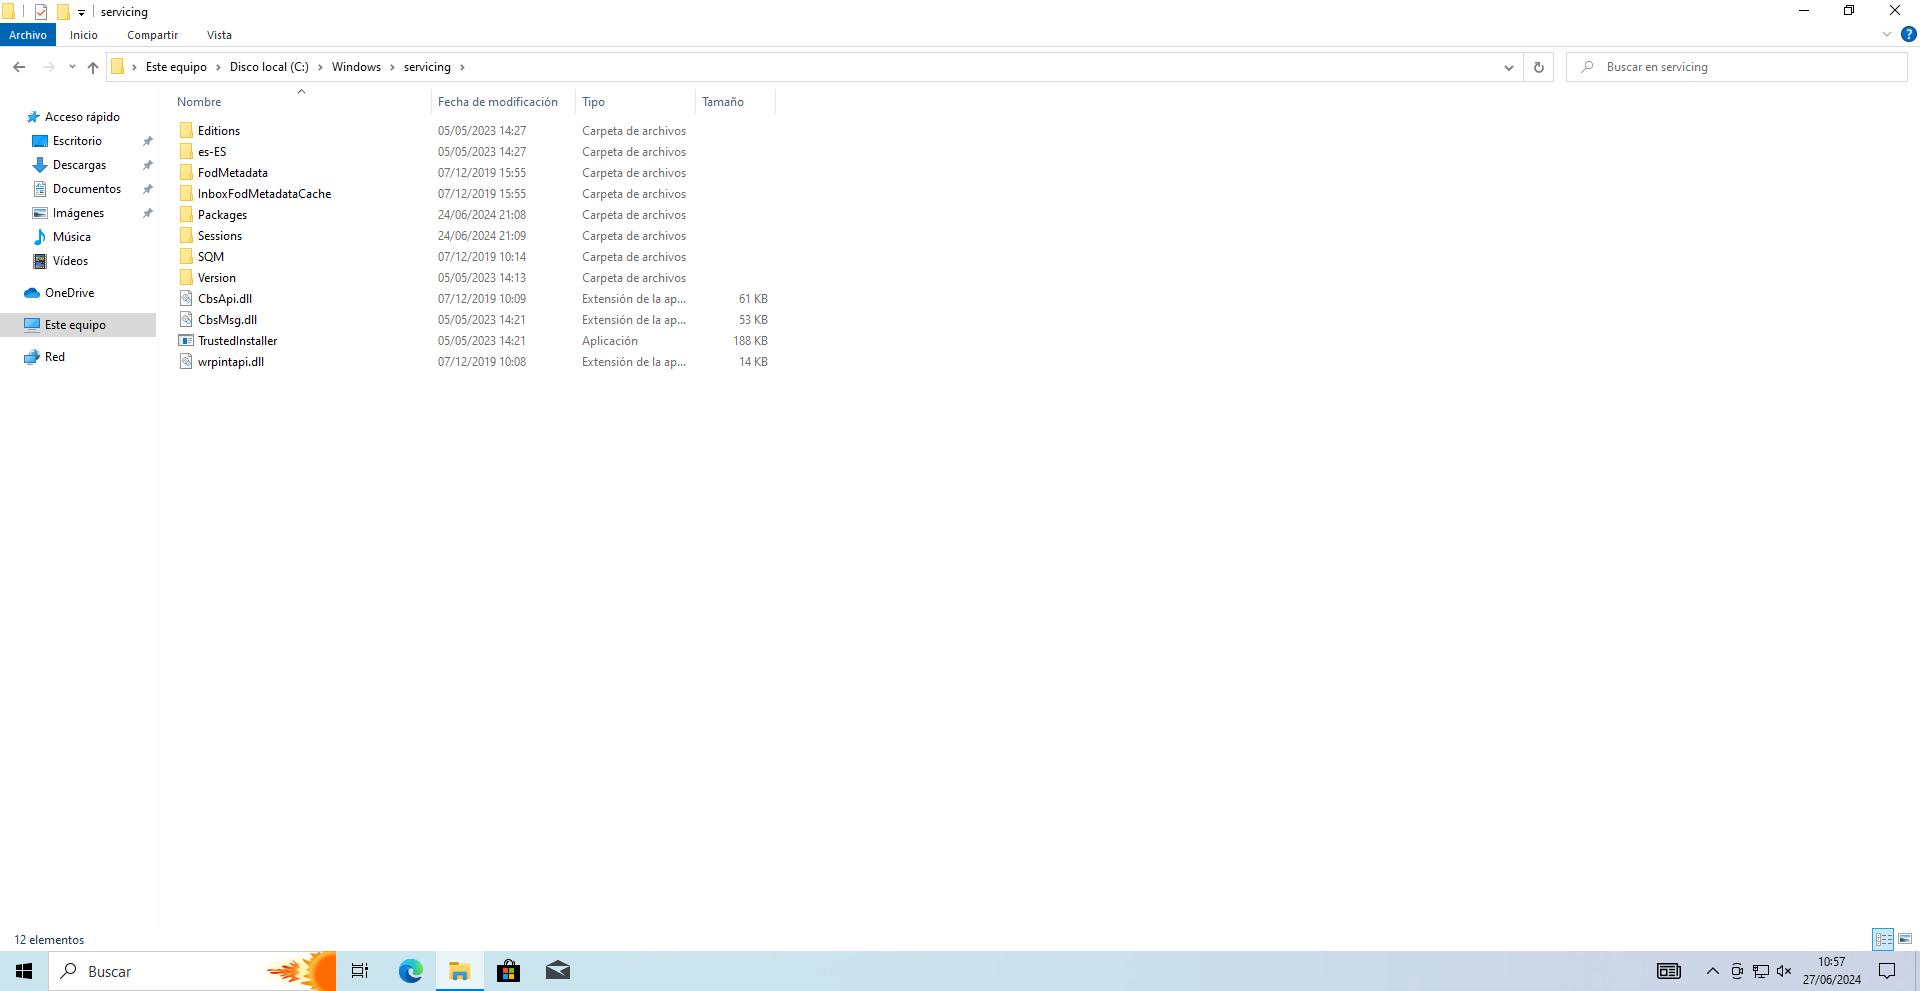 servicing
Archivo Inicio Compartir Vista
Este equipo Disco local (C:) Windows servicing
Buscar en servicing
Nombre Fecha de modificación Tipo Tamaño
Acceso rápido
Escritorio
Descargas
Documentos
Imágenes
Música
Vídeos
OneDrive
Este equipo
Red
Editions 05/05/2023 14:27 Carpeta de archivos
es-ES 05/05/2023 14:27 Carpeta de archivos
FodMetadata 07/12/2019 15:55 Carpeta de archivos
InboxFodMetadataCache 07/12/2019 15:55 Carpeta de archivos
Packages 24/06/2024 21:08 Carpeta de archivos
Sessions 24/06/2024 21:09 Carpeta de archivos
SQM 07/12/2019 10:14 Carpeta de archivos
Version 05/05/2023 14:13 Carpeta de archivos
CbsApi.dll 07/12/2019 10:09 Extensión de la ap... 61 KB
CbsMsg.dll 05/05/2023 14:21 Extensión de la ap... 53 KB
TrustedInstaller 05/05/2023 14:21 Aplicación 188 KB
wrpintapi.dll 07/12/2019 10:08 Extensión de la ap... 14 KB
12 elementos
Buscar
10:57
27/06/2024